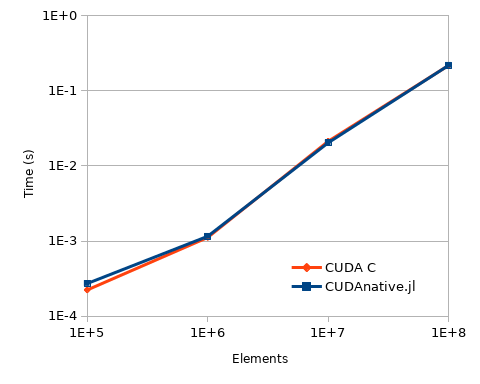 1E+0
1E-1
1E-2
1E-3
1E-4
Time (s)
CUDA C
CUDAnative.jl
1E+5 1E+6 1E+7 1E+8
Elements